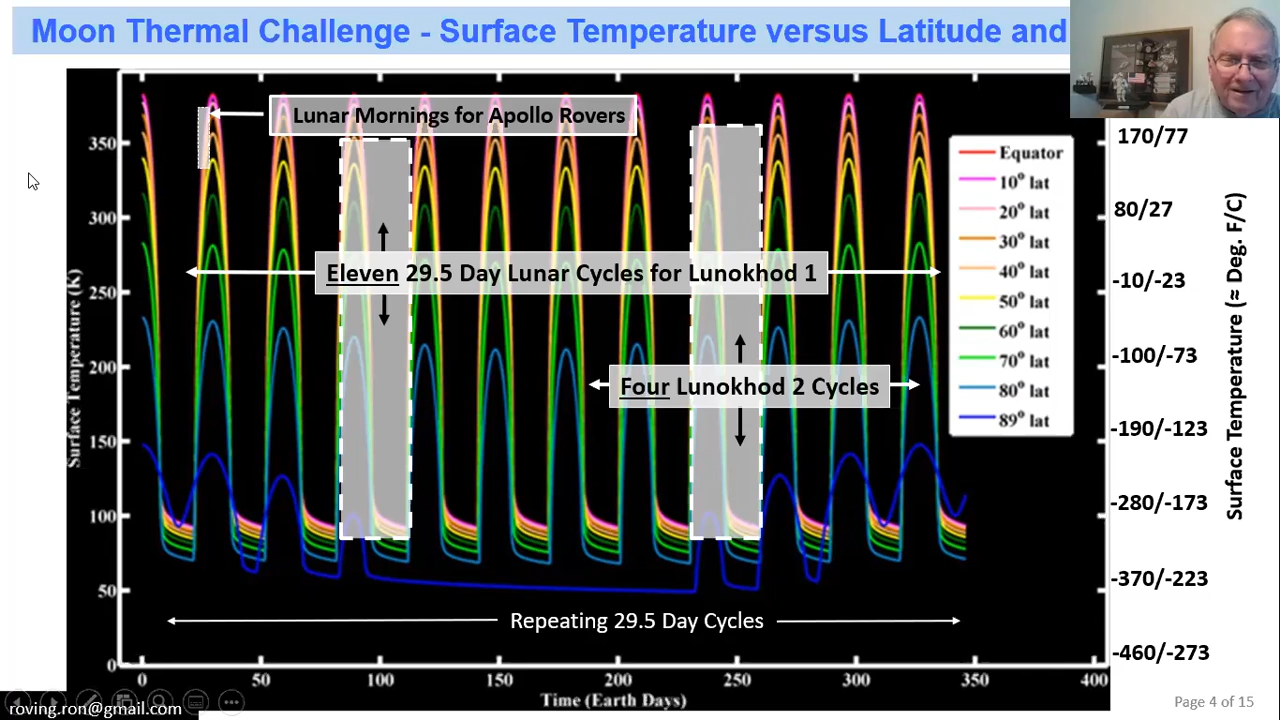 Moon Thermal Challenge - Surface Temperature versus Latitude and
Lunar Mornings for Apollo Rovers
Eleven 29.5 Day Lunar Cycles for Lunokhod 1
Four Lunokhod 2 Cycles
Repeating 29.5 Day Cycles
Surface Temperature (K)
350
300
250
200
150
100
50
0
0 50 100 150 200 250 300 350 400
Time (Earth Days)
Equator
10° lat
20° lat
30° lat
40° lat
50° lat
60° lat
70° lat
80° lat
89° lat
170/77
80/27
-10/-23
-100/-73
-190/-123
-280/-173
-370/-223
-460/-273
Surface Temperature (≈ Deg. F/C)
roving.ron@gmail.com
Page 4 of 15